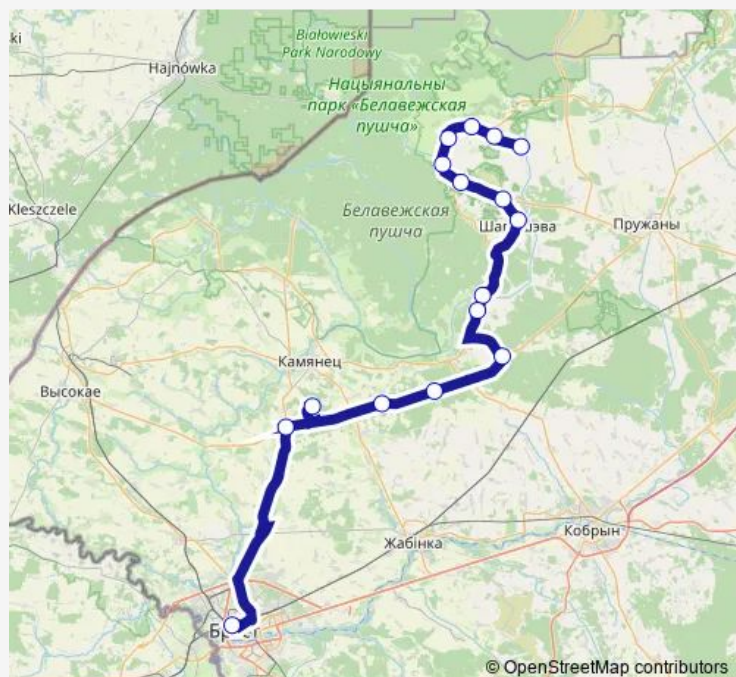 Białowieski
Park Narodowy
Hajnówka
Нацыянальны
парк «Белавежская
пушча»
Kleszczele
Белавежская
пушча
Пружаны
Камянец
Высокае
Кобрын
Жабінка
© OpenStreetMap contributors